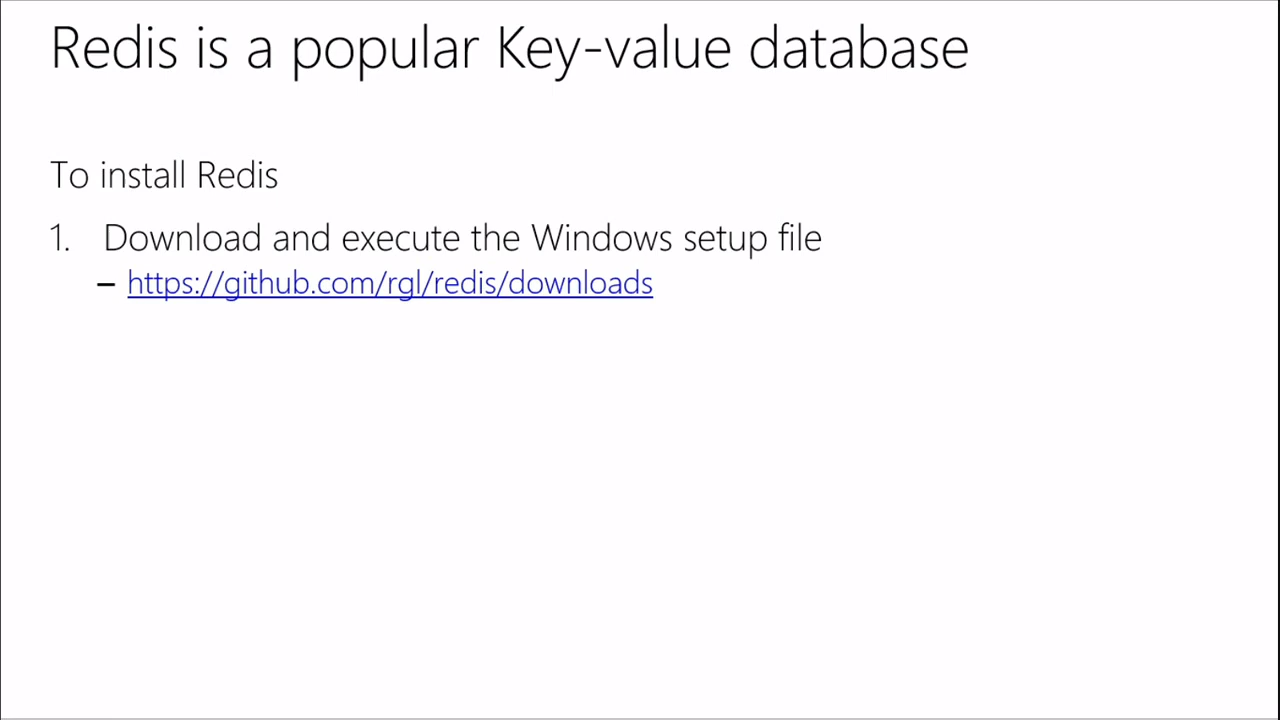 Redis is a popular Key-value database
To install Redis
1. Download and execute the Windows setup file
– https://github.com/rgl/redis/downloads